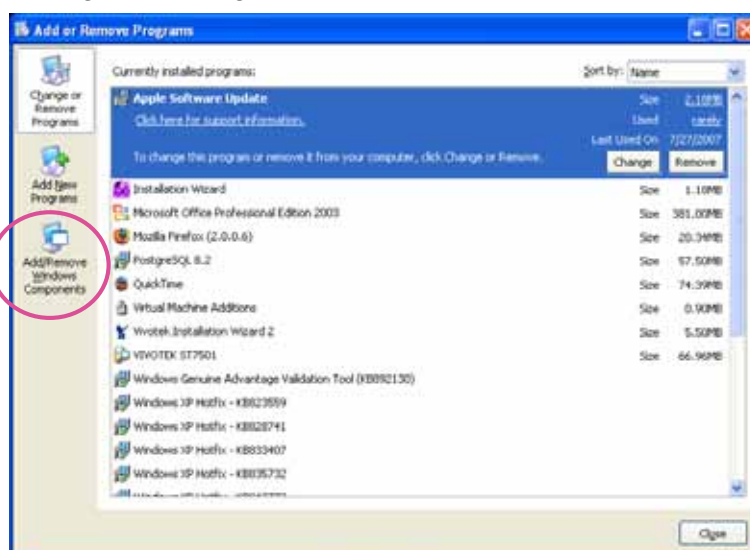 Add or Remove Programs
Change or
Remove
Programs
Add New
Programs
Add/Remove
Windows
Components
Currently installed programs:
Sort by: Name
Apple Software Update
Size 2.10MB
Click here for support information.
Used rarely
Last Used On 7/27/2007
To change this program or remove it from your computer, click Change or Remove.
Change
Remove
Installation Wizard Size 1.10MB
Microsoft Office Professional Edition 2003 Size 381.00MB
Mozilla Firefox (2.0.0.6) Size 20.34MB
PostgreSQL 8.2 Size 57.50MB
QuickTime Size 74.39MB
Virtual Machine Additions Size 0.90MB
Vivotek Installation Wizard 2 Size 5.50MB
VIVOTEK ST7501 Size 66.96MB
Windows Genuine Advantage Validation Tool (KB892130)
Windows XP Hotfix - KB823559
Windows XP Hotfix - KB828741
Windows XP Hotfix - KB833407
Windows XP Hotfix - KB835732
Close